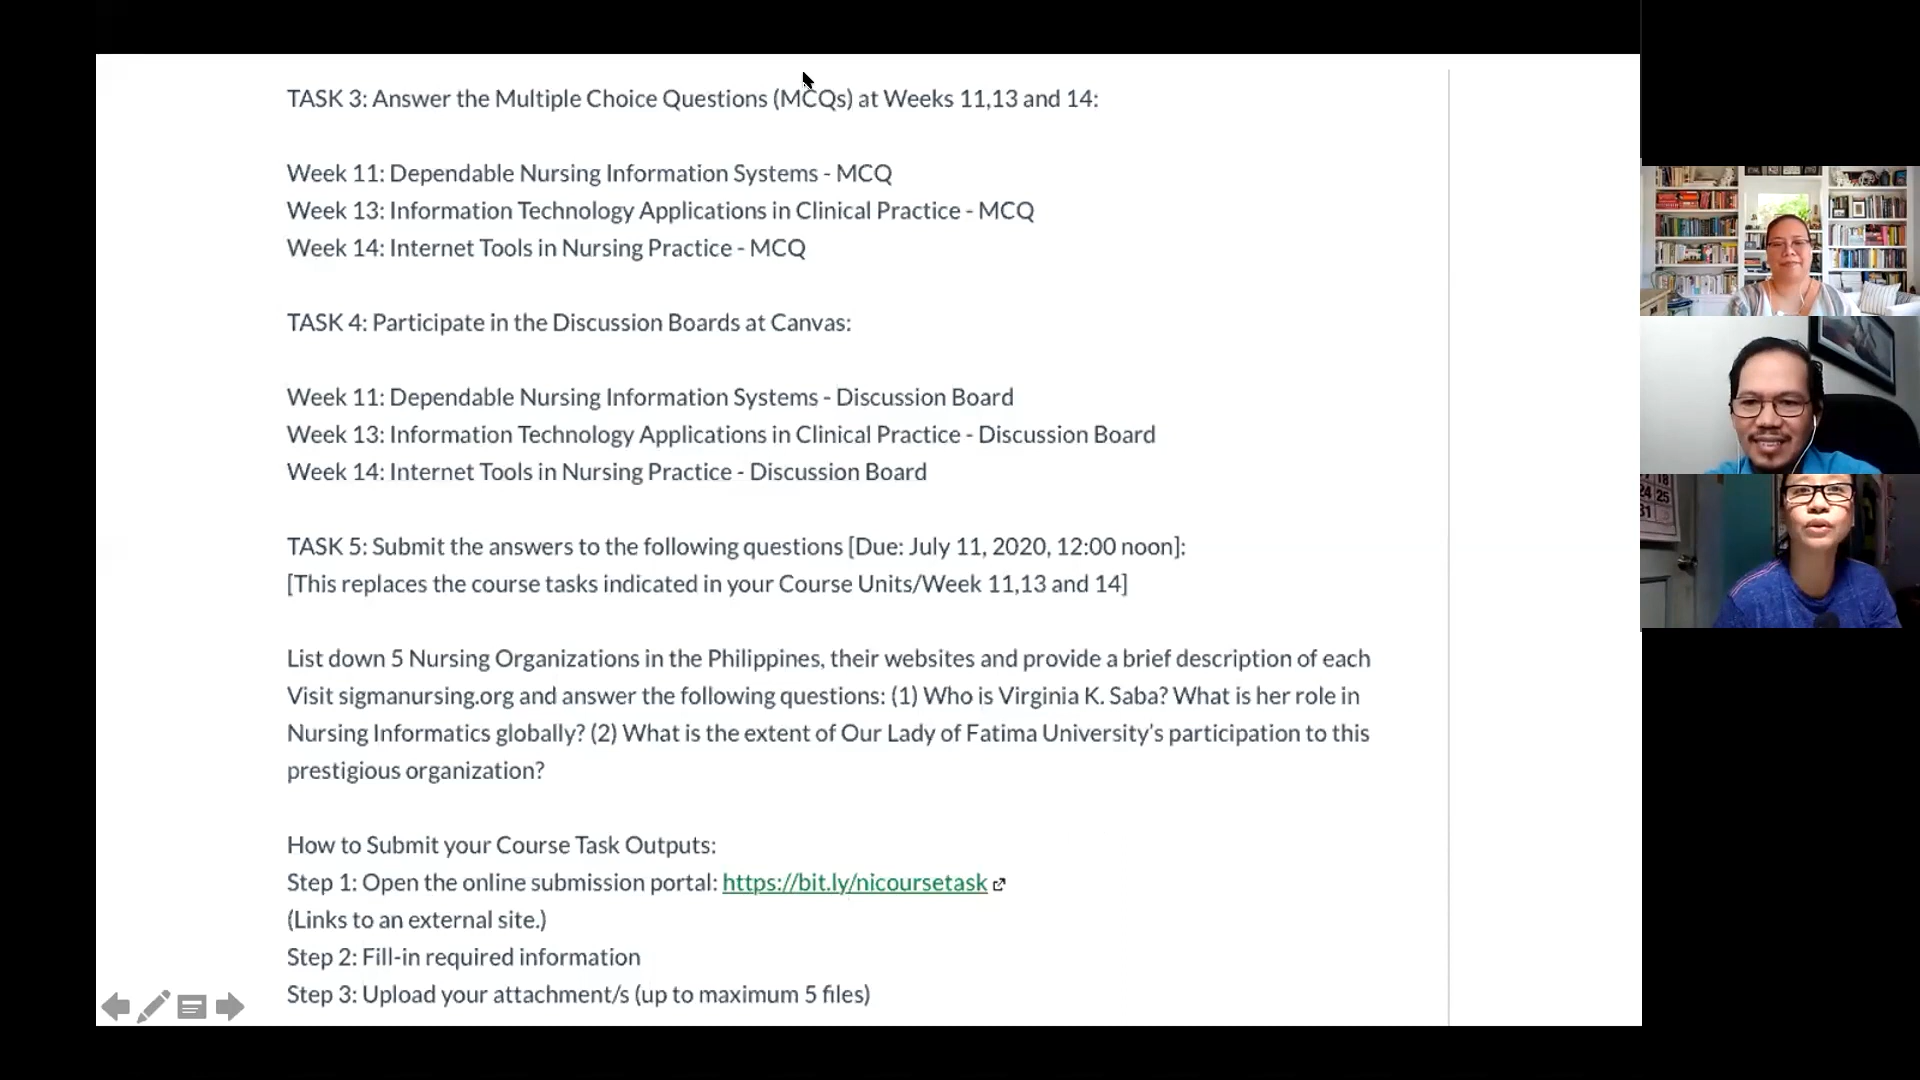 TASK 3: Answer the Multiple Choice Questions (MCQs) at Weeks 11,13 and 14:
Week 11: Dependable Nursing Information Systems - MCQ
Week 13: Information Technology Applications in Clinical Practice - MCQ
Week 14: Internet Tools in Nursing Practice - MCQ
TASK 4: Participate in the Discussion Boards at Canvas:
Week 11: Dependable Nursing Information Systems - Discussion Board
Week 13: Information Technology Applications in Clinical Practice - Discussion Board
Week 14: Internet Tools in Nursing Practice - Discussion Board
TASK 5: Submit the answers to the following questions [Due: July 11, 2020, 12:00 noon]:
[This replaces the course tasks indicated in your Course Units/Week 11,13 and 14]
List down 5 Nursing Organizations in the Philippines, their websites and provide a brief description of each
Visit sigmanursing.org and answer the following questions: (1) Who is Virginia K. Saba? What is her role in
Nursing Informatics globally? (2) What is the extent of Our Lady of Fatima University's participation to this
prestigious organization?
How to Submit your Course Task Outputs:
Step 1: Open the online submission portal: https://bit.ly/nicoursetask
(Links to an external site.)
Step 2: Fill-in required information
Step 3: Upload your attachment/s (up to maximum 5 files)
18
24 25
31